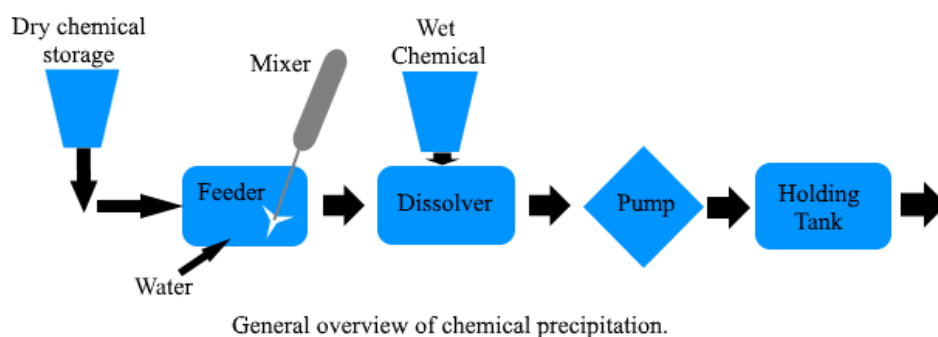 Dry chemical
storage
Mixer
Wet
Chemical
Feeder
Dissolver
Pump
Holding
Tank
Water
General overview of chemical precipitation.